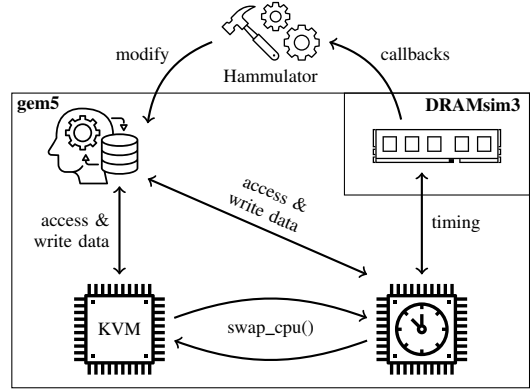 modify
callbacks
Hammulator
gem5
DRAMsim3
access &
write data
access &
write data
timing
KVM
swap_cpu()